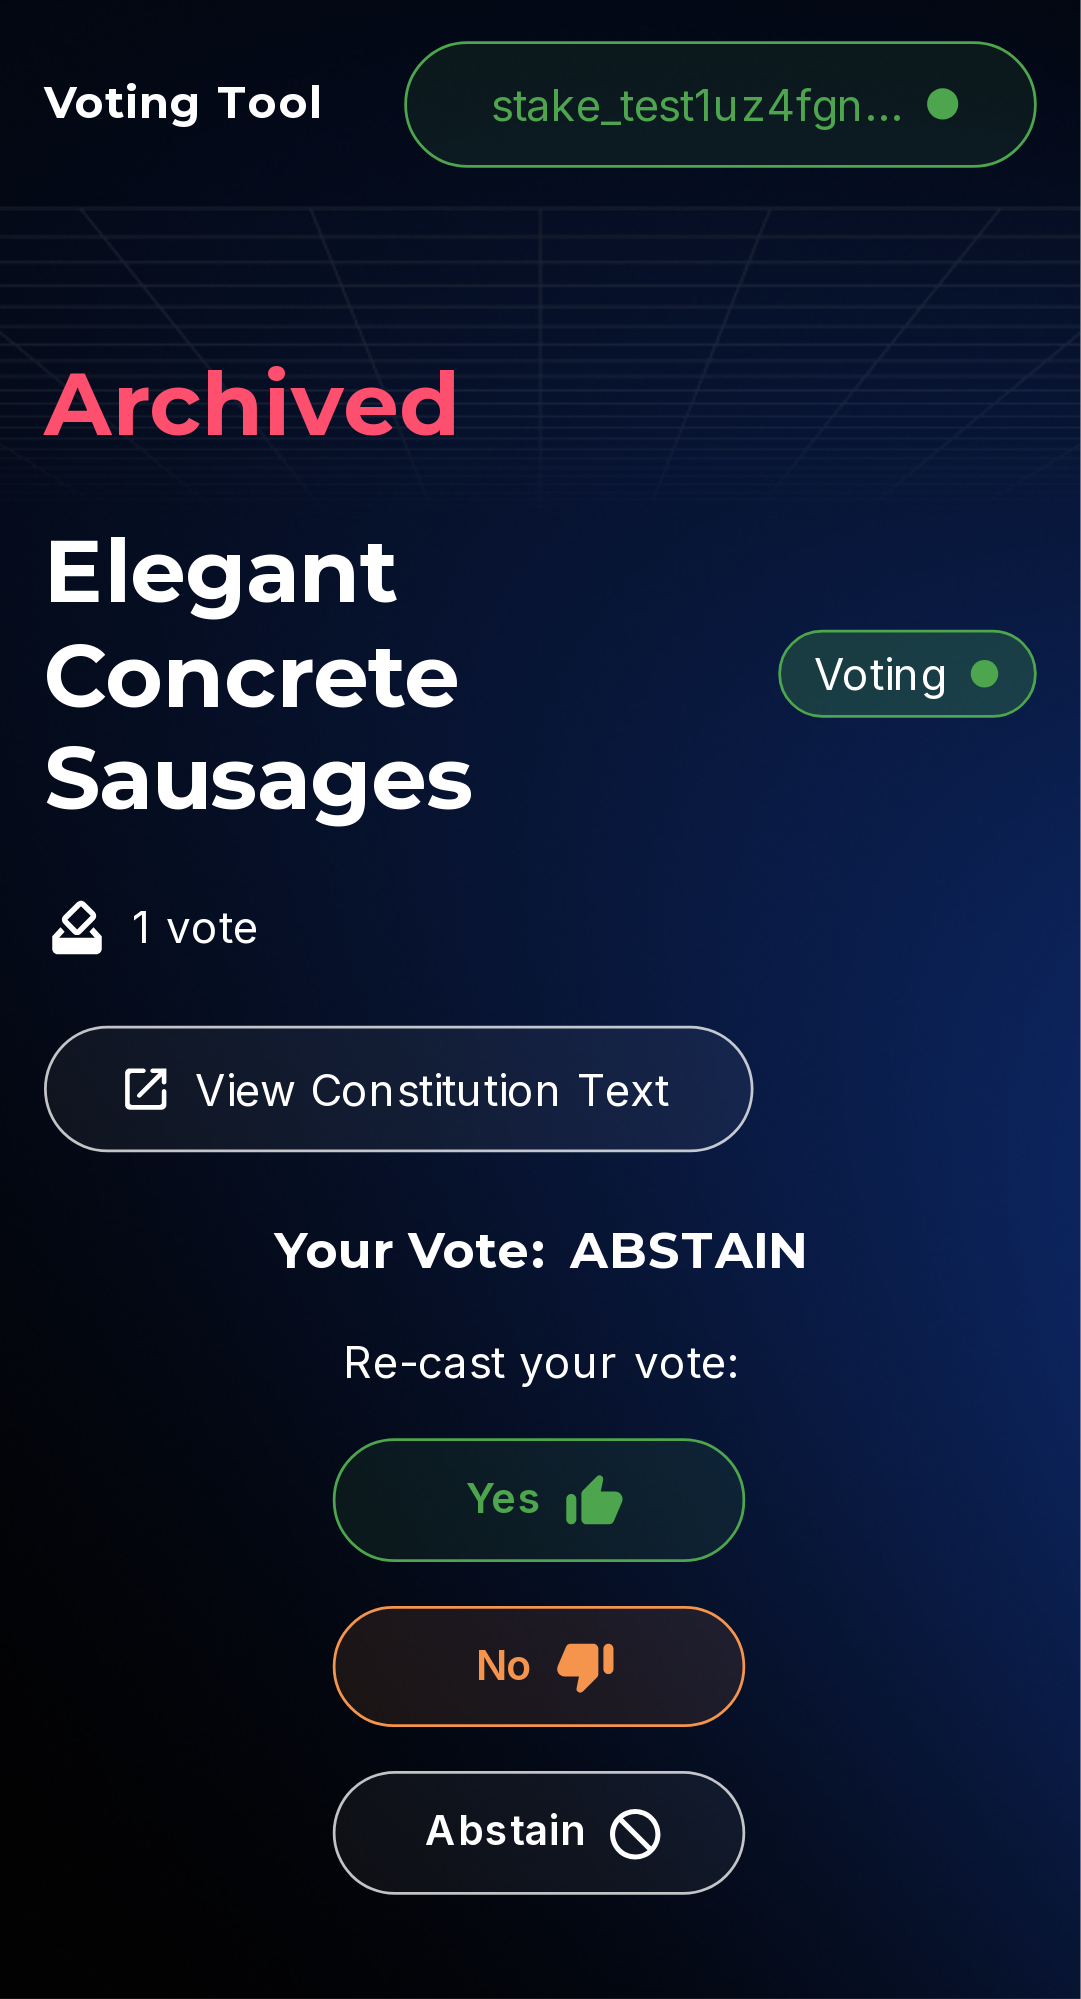 Voting Tool
stake_test1uz4fgn...
Archived
Elegant
Concrete
Sausages
Voting
1 vote
View Constitution Text
Your Vote: ABSTAIN
Re-cast your vote:
Yes
No
Abstain